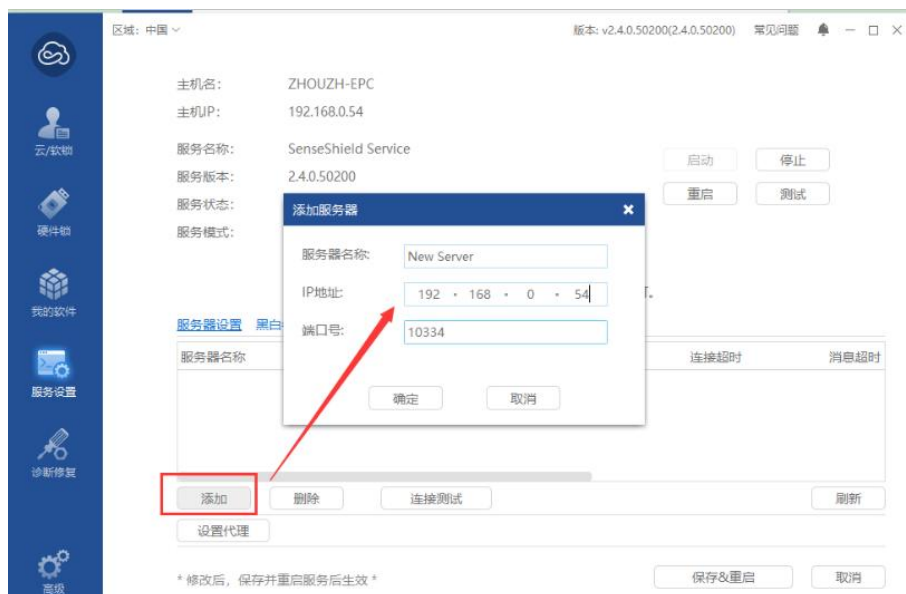 区域: 中国
版本: v2.4.0.50200(2.4.0.50200) 常见问题
主机名: ZHOUZH-EPC
主机IP: 192.168.0.54
云/软锁
服务名称: SenseShield Service
启动 停止
服务版本: 2.4.0.50200
重启 测试
服务状态:
服务模式:
硬件锁
添加服务器
服务器名称: New Server
IP地址: 192 . 168 . 0 . 54
端口号: 10334
确定 取消
我的软件
服务器设置 黑白
服务器名称 连接超时 消息超时
服务设置
诊断修复
添加 删除 连接测试 刷新
设置代理
* 修改后，保存并重启服务后生效 *
保存&重启 取消
高级